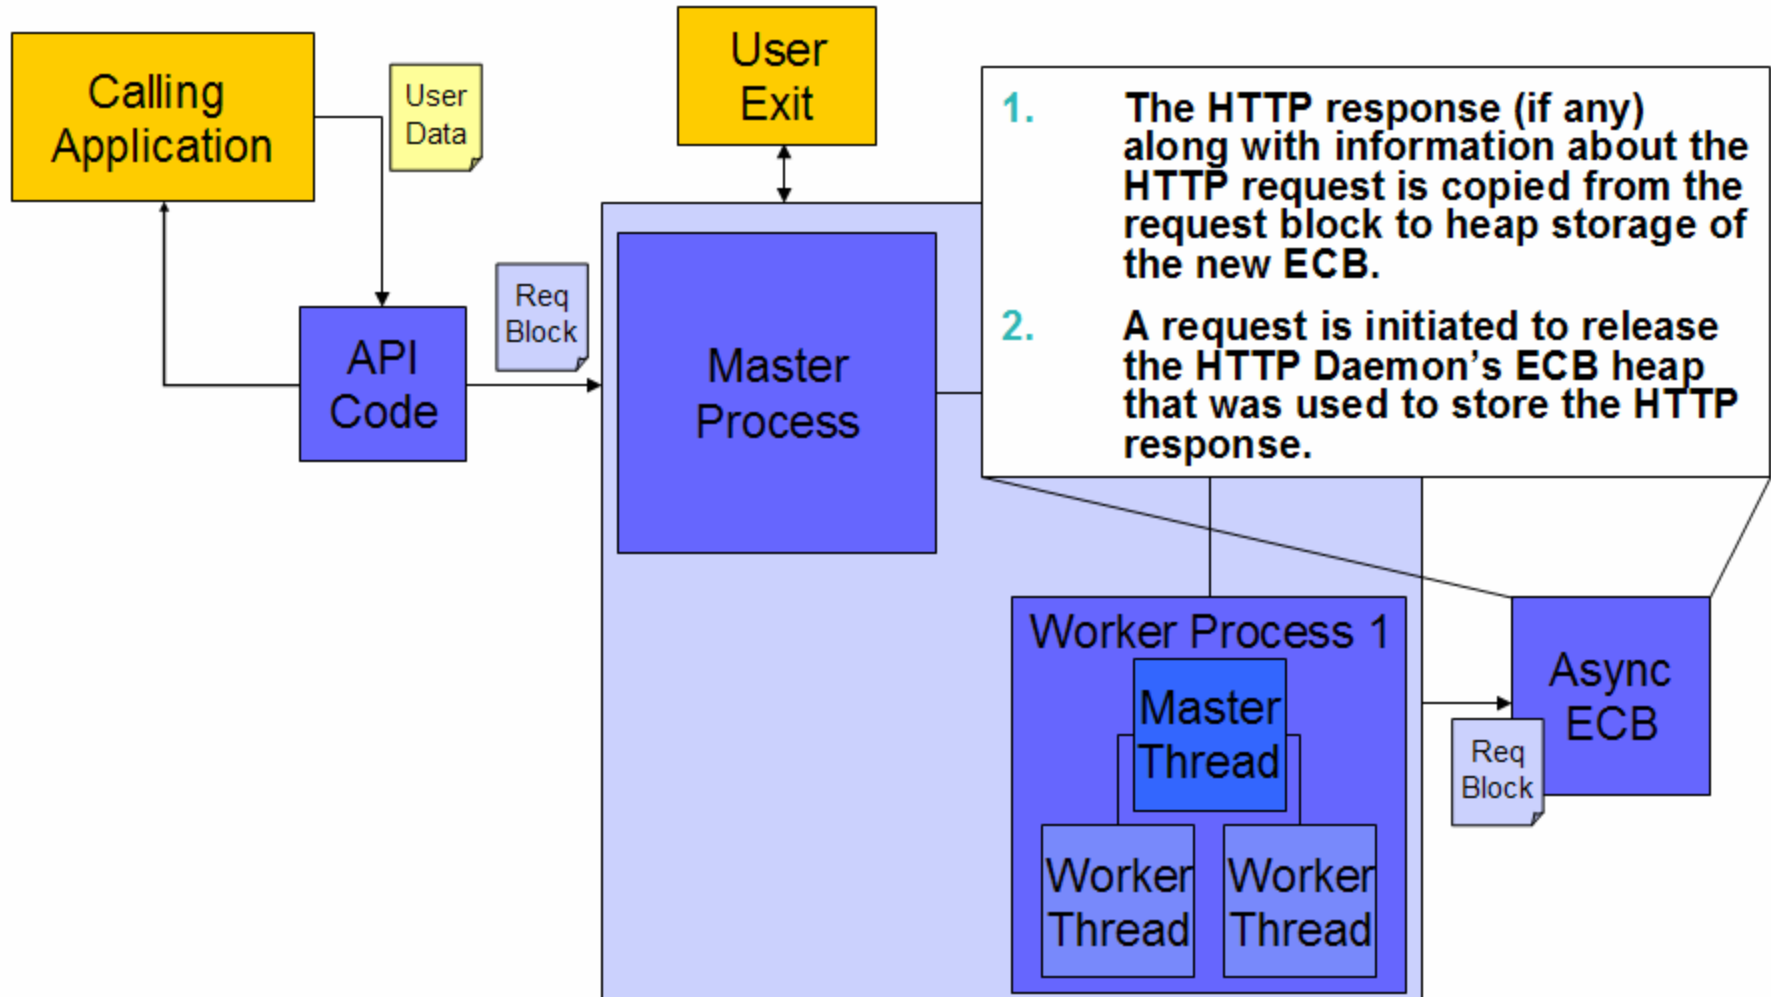 Calling
Application
User
Data
User
Exit
1. The HTTP response (if any)
along with information about the
HTTP request is copied from the
request block to heap storage of
the new ECB.
2. A request is initiated to release
the HTTP Daemon’s ECB heap
that was used to store the HTTP
response.
API
Code
Req
Block
Master
Process
Worker Process 1
Master
Thread
Worker
Thread
Worker
Thread
Async
ECB
Req
Block